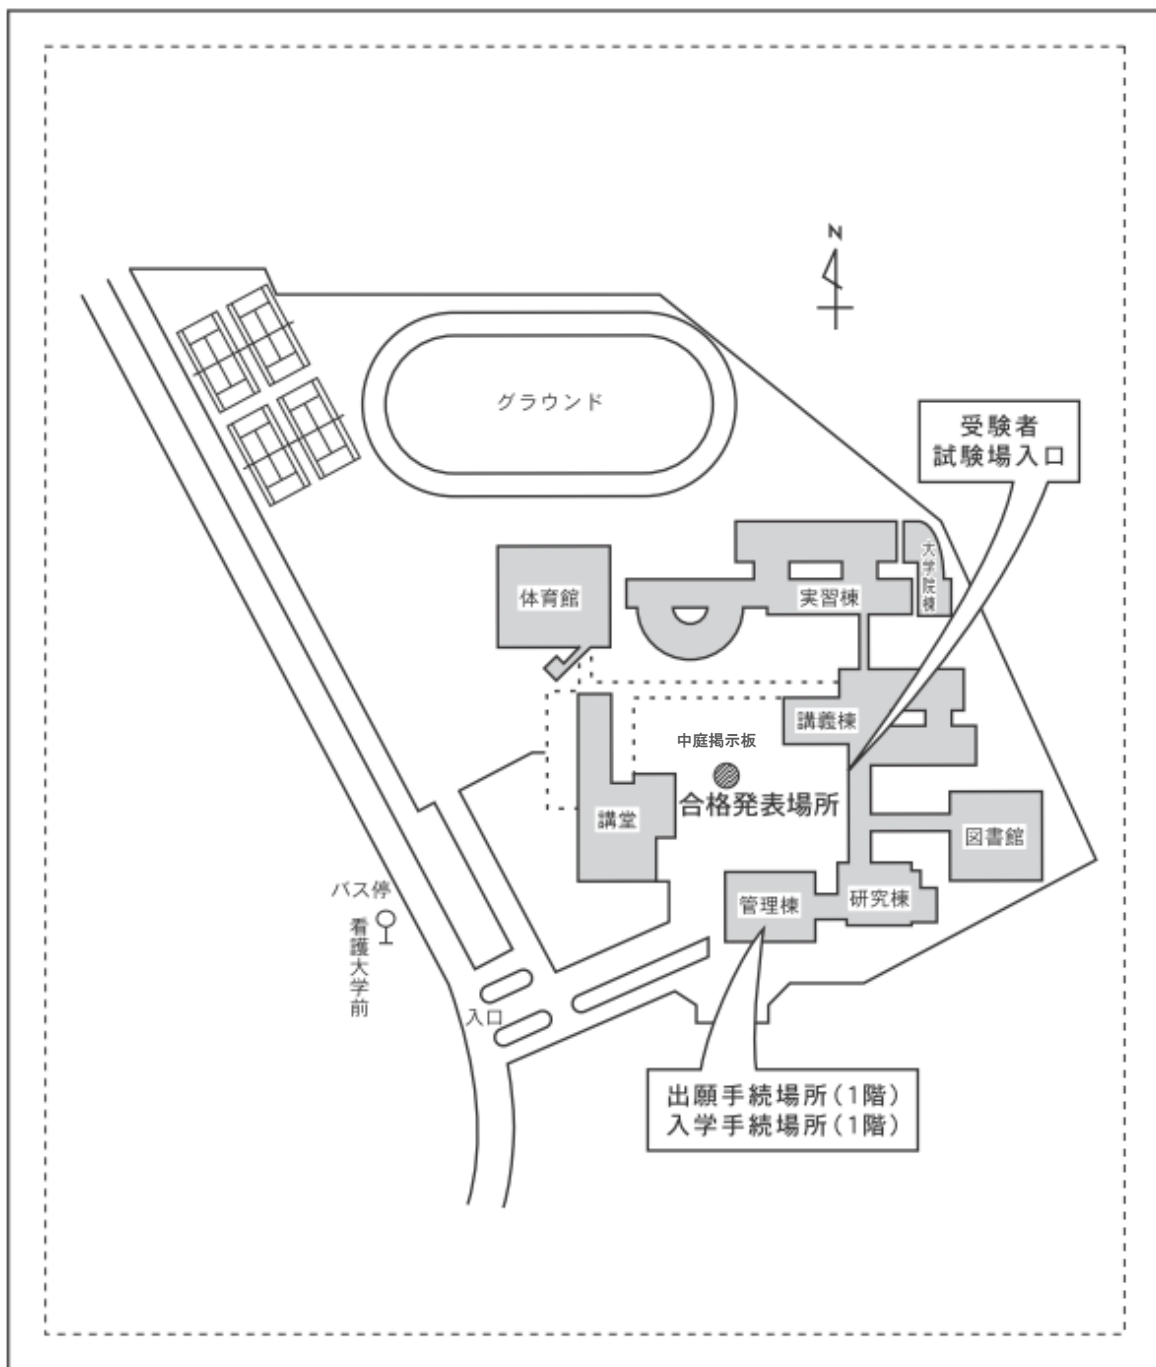 N
グラウンド
受験者
試験場入口
大学院棟
体育館
実習棟
講義棟
中庭掲示板
合格発表場所
講堂
図書館
バス停
看護大学前
管理棟
研究棟
入口
出願手続場所(1階)
入学手続場所(1階)